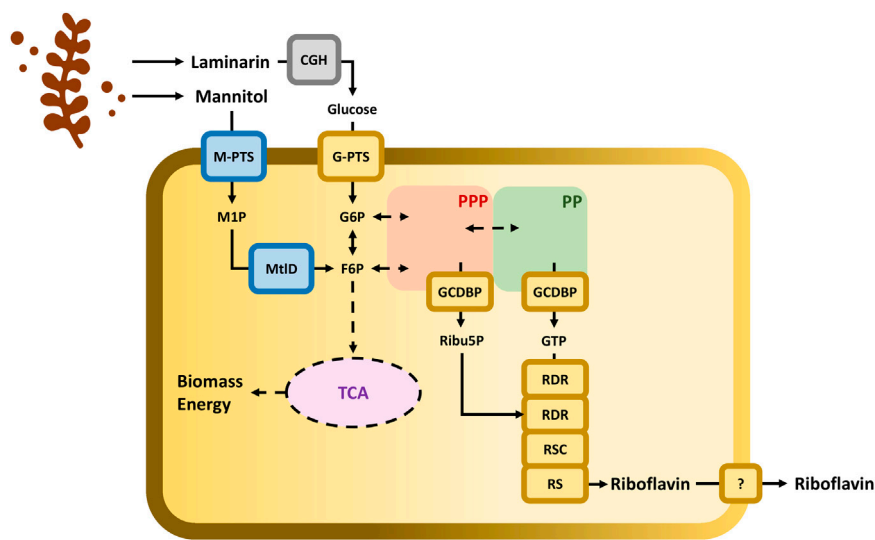 Laminarin
CGH
Mannitol
Glucose
M-PTS
G-PTS
M1P
G6P
PPP
PP
MtlD
F6P
GCDBP
GCDBP
Ribu5P
GTP
RDR
Biomass
Energy
TCA
RDR
RSC
RS
Riboflavin
?
Riboflavin